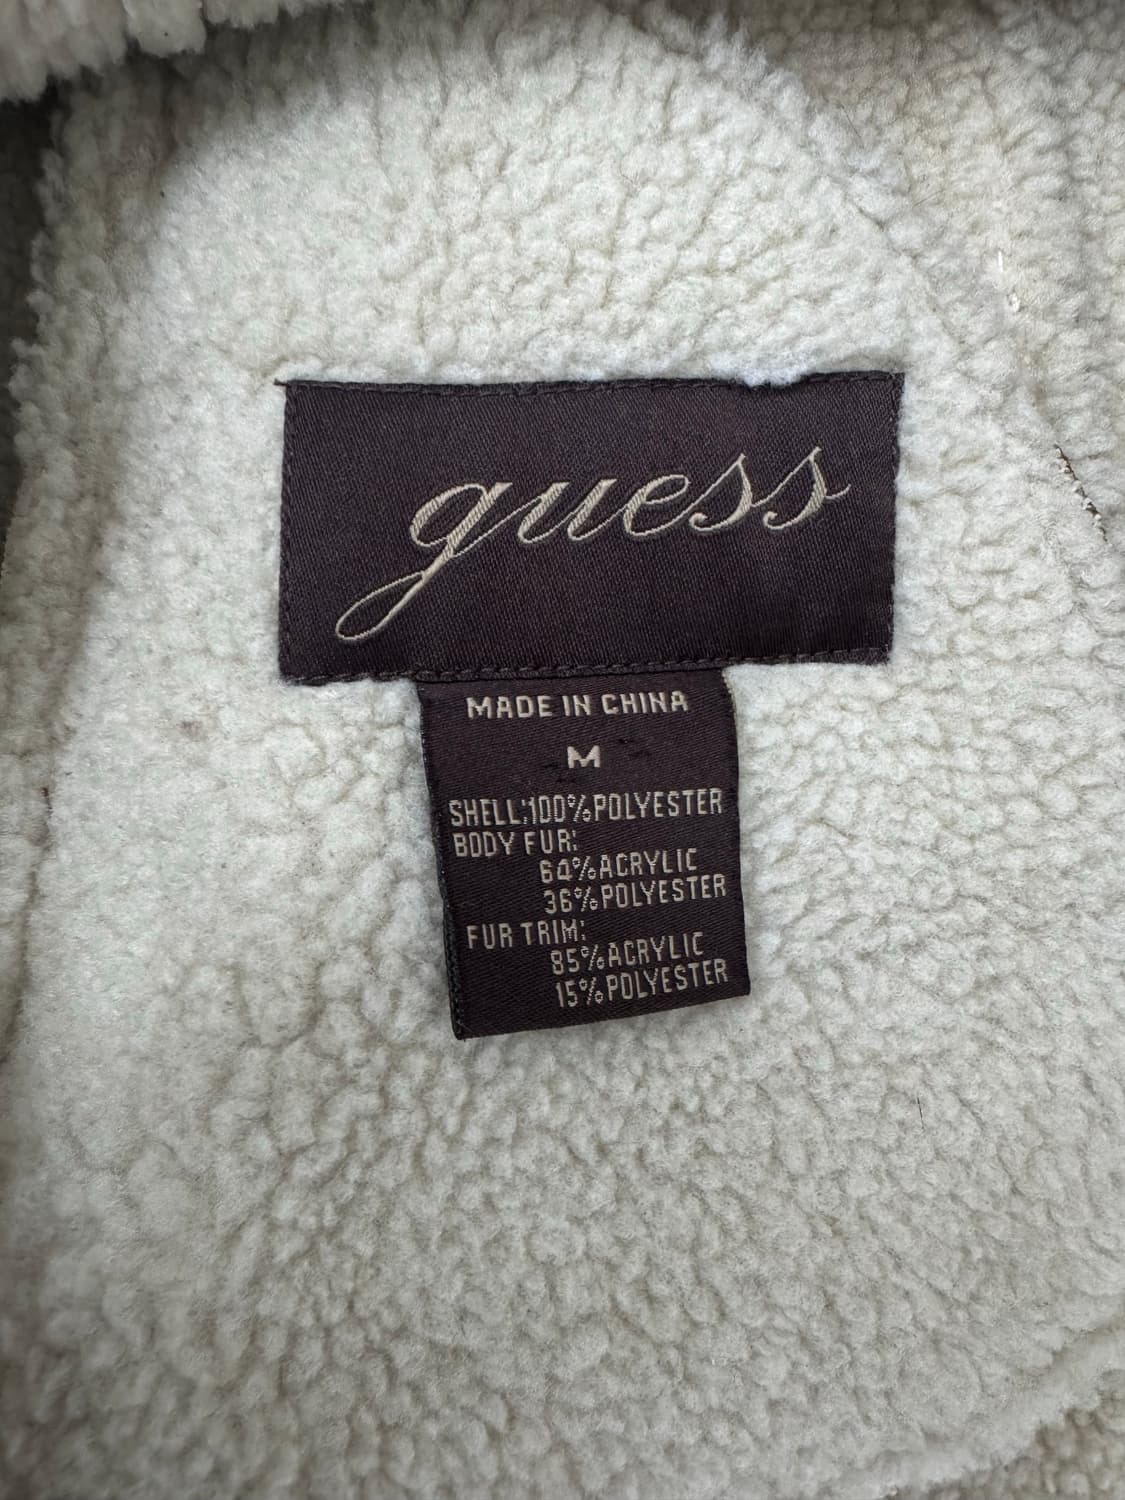 guess
MADE IN CHINA
M
SHELL:100%POLYESTER
BODY FUR:
64%ACRYLIC
36%POLYESTER
FUR TRIM:
85%ACRYLIC
15%POLYESTER